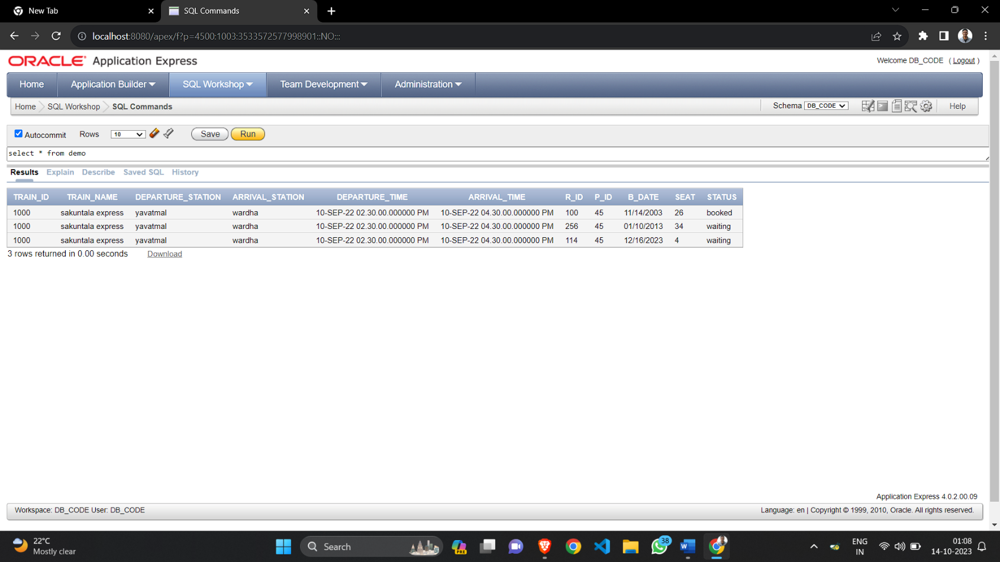 New Tab
SQL Commands
localhost:8080/apex/f?p=4500:1003:3533572577998901::NO:::
ORACLE Application Express
Welcome DB_CODE ( Logout )
Home Application Builder SQL Workshop Team Development Administration
Home SQL Workshop SQL Commands Schema DB_CODE Help
Autocommit Rows 10 Save Run
select * from demo
Results Explain Describe Saved SQL History
TRAIN_ID TRAIN_NAME DEPARTURE_STATION ARRIVAL_STATION DEPARTURE_TIME ARRIVAL_TIME R_ID P_ID B_DATE SEAT STATUS
1000 sakuntala express yavatmal wardha 10-SEP-22 02.30.00.000000 PM 10-SEP-22 04.30.00.000000 PM 100 45 11/14/2003 26 booked
1000 sakuntala express yavatmal wardha 10-SEP-22 02.30.00.000000 PM 10-SEP-22 04.30.00.000000 PM 256 45 01/10/2013 34 waiting
1000 sakuntala express yavatmal wardha 10-SEP-22 02.30.00.000000 PM 10-SEP-22 04.30.00.000000 PM 114 45 12/16/2023 4 waiting
3 rows returned in 0.00 seconds Download
Application Express 4.0.2.00.09
Workspace: DB_CODE User: DB_CODE Language: en | Copyright © 1999, 2010, Oracle. All rights reserved.
22°C
Mostly clear
Search
PRE
38
W
ENG
IN
01:08
14-10-2023